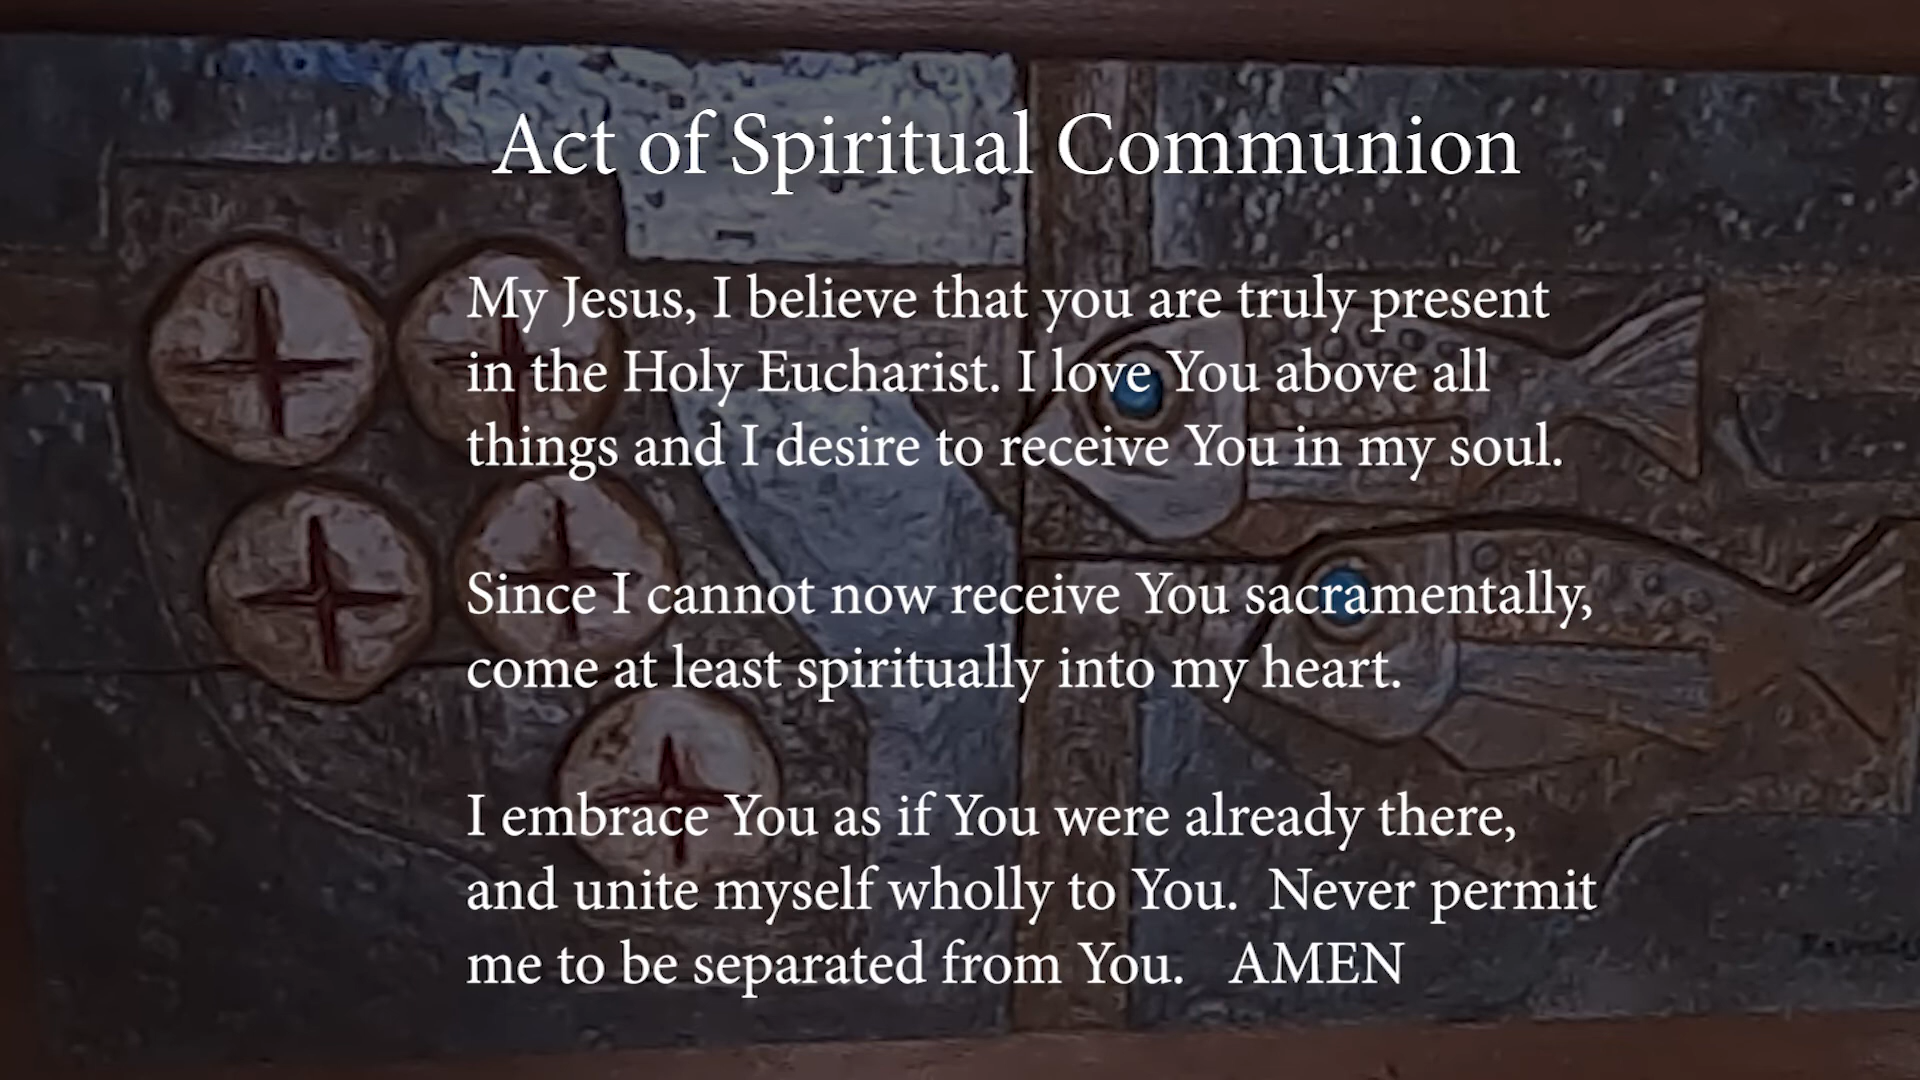 Act of Spiritual Communion
My Jesus, I believe that you are truly present
in the Holy Eucharist. I love You above all
things and I desire to receive You in my soul.
Since I cannot now receive You sacramentally,
come at least spiritually into my heart.
I embrace You as if You were already there,
and unite myself wholly to You.  Never permit
me to be separated from You.   AMEN